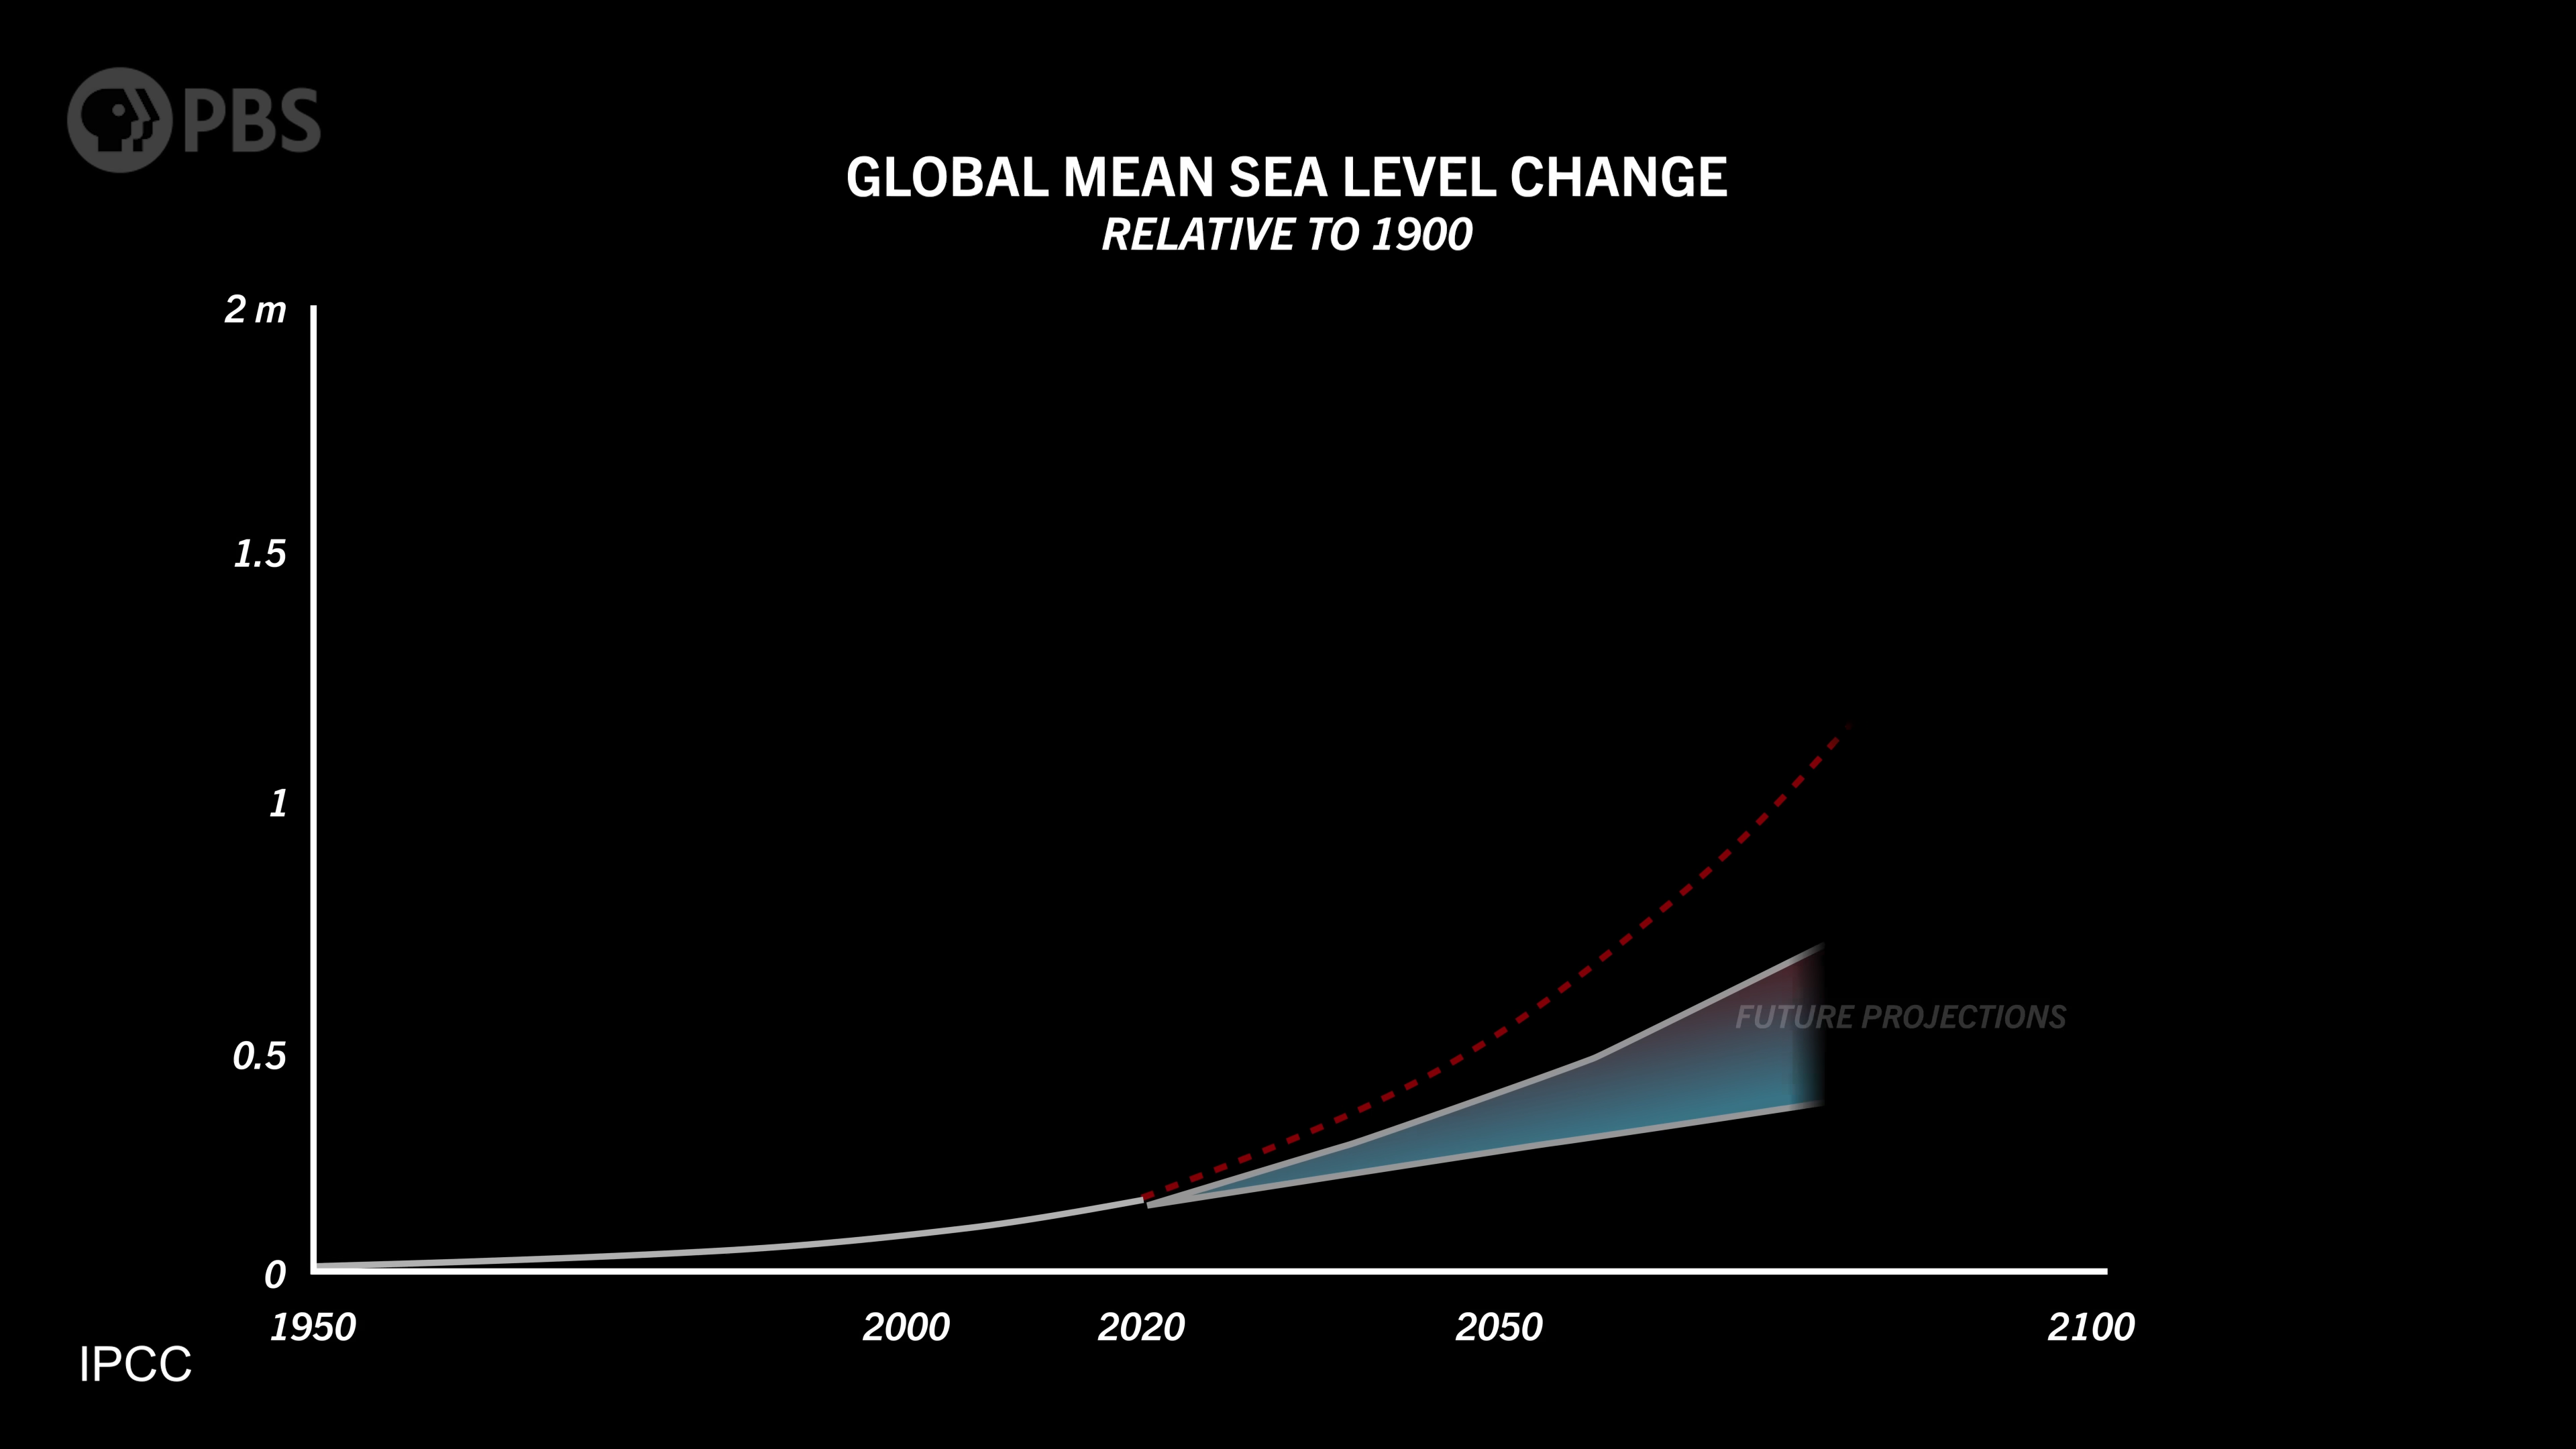 PBS
GLOBAL MEAN SEA LEVEL CHANGE
RELATIVE TO 1900
2 m
1.5
1
0.5
0
FUTURE PROJECTIONS
1950 2000 2020 2050 2100
IPCC